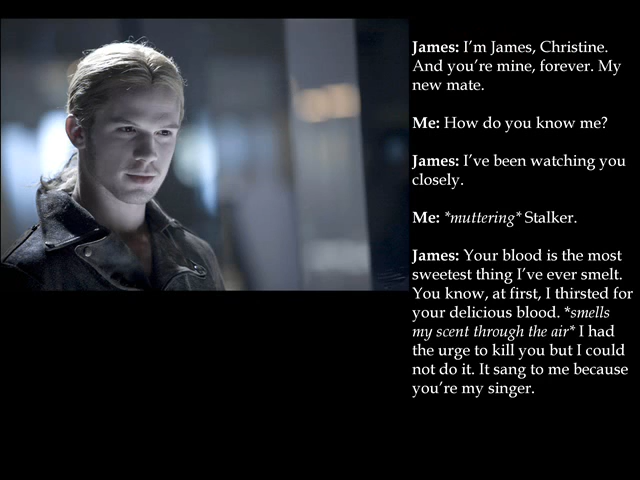 James: I'm James, Christine.
And you're mine, forever. My
new mate.
Me: How do you know me?
James: I've been watching you
closely.
Me: *muttering* Stalker.
James: Your blood is the most
sweetest thing I've ever smelt.
You know, at first, I thirsted for
your delicious blood. *smells
my scent through the air* I had
the urge to kill you but I could
not do it. It sang to me because
you're my singer.